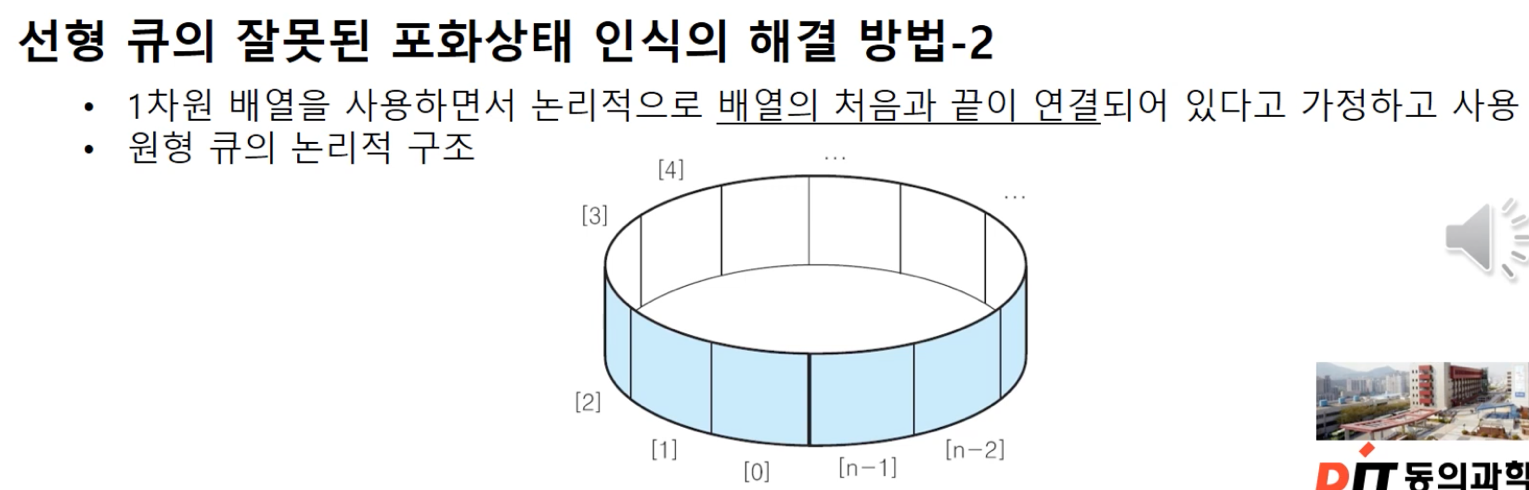 선형 큐의 잘못된 포화상태 인식의 해결 방법-2
• 1차원 배열을 사용하면서 논리적으로 배열의 처음과 끝이 연결되어 있다고 가정하고 사용
• 원형 큐의 논리적 구조
[4]
...
...
[3]
[2]
[1]
[0]
[n-1]
[n-2]
DIT 동의과학